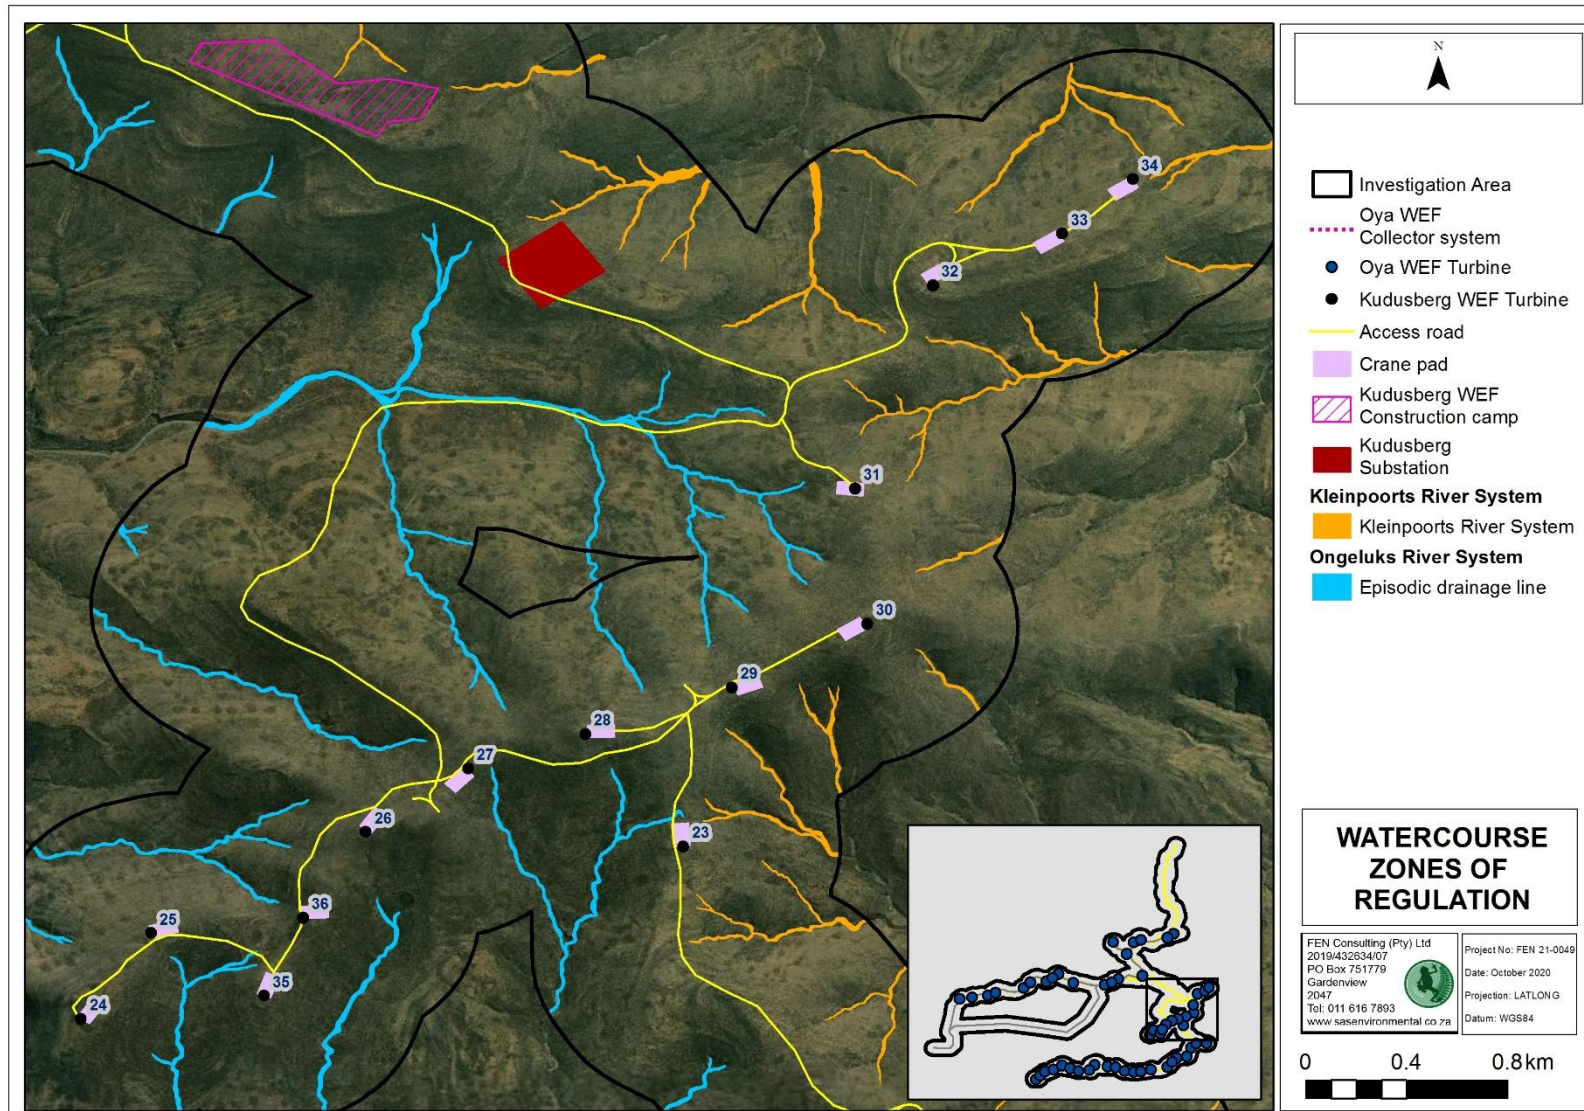 34
33
32
31
30
29
28
27
26
23
36
25
35
24
N
Investigation Area
Oya WEF
Collector system
Oya WEF Turbine
Kudusberg WEF Turbine
Access road
Crane pad
Kudusberg WEF
Construction camp
Kudusberg
Substation
Kleinpoorts River System
Kleinpoorts River System
Ongeluks River System
Episodic drainage line
WATERCOURSE
ZONES OF
REGULATION
FEN Consulting (Pty) Ltd
2019/432634/07
PO Box 751779
Gardenview
2047
Tel: 011 616 7893
www.sasenvironmental.co.za
Project No: FEN 21-0049
Date: October 2020
Projection: LATLONG
Datum: WGS84
0 0.4 0.8 km